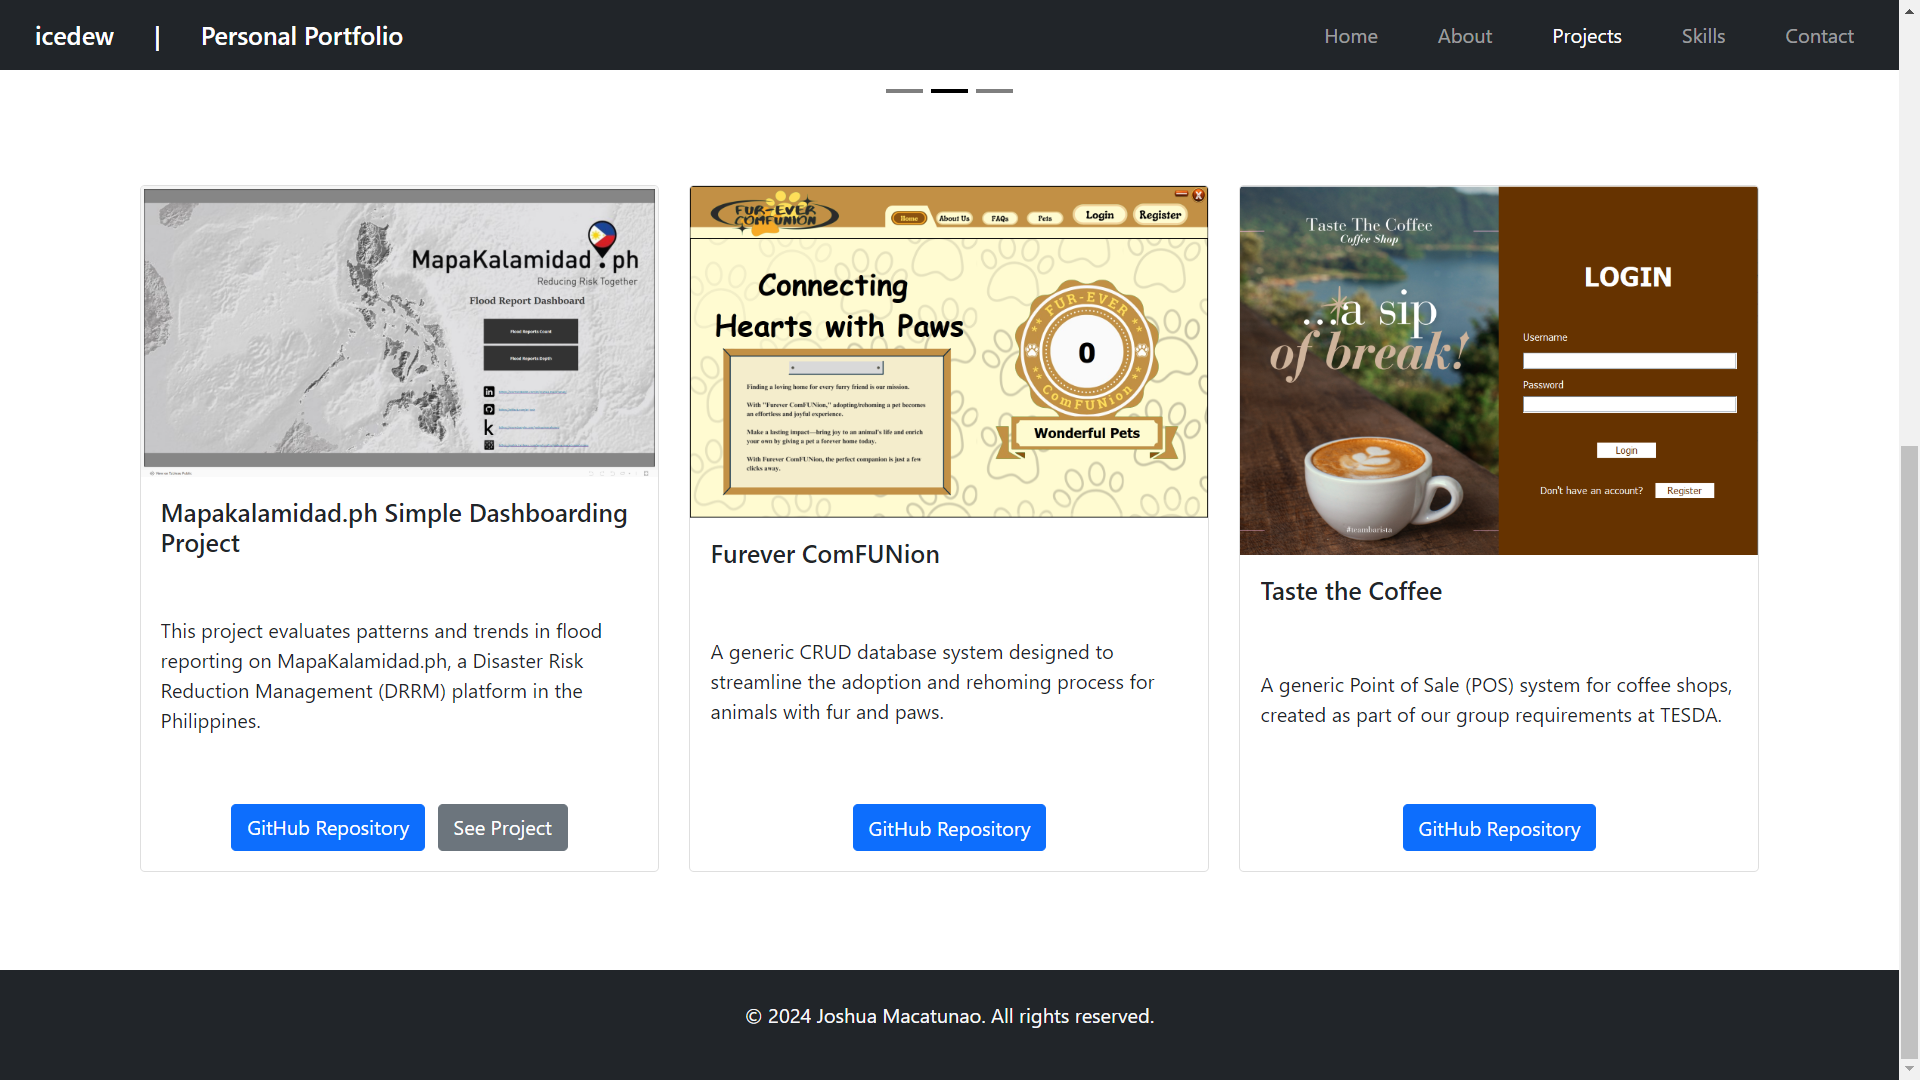 icedew | Personal Portfolio
Home About Projects Skills Contact
MapaKalamidad.ph
Reducing Risk Together
Flood Report Dashboard
Flood Reports Count
Flood Reports Depth
Mapakalamidad.ph Simple Dashboarding
Project
This project evaluates patterns and trends in flood
reporting on MapaKalamidad.ph, a Disaster Risk
Reduction Management (DRRM) platform in the
Philippines.
GitHub Repository See Project
FUR-EVER
COMFUNION
Home About Us FAQs Pets Login Register
Connecting
Hearts with Paws
Finding a loving home for every furry friend is our mission.
With "Furever ComFUNion," adopting/rehoming a pet becomes
an effortless and joyful experience.
Make a lasting impact—bring joy to an animal's life and enrich
your own by giving a pet a forever home today.
With Furever ComFUNion, the perfect companion is just a few
clicks away.
FUR-EVER
0
ComFUNion
Wonderful Pets
Furever ComFUNion
A generic CRUD database system designed to
streamline the adoption and rehoming process for
animals with fur and paws.
GitHub Repository
Taste The Coffee
Coffee Shop
...a sip
of break!
#teambarista
LOGIN
Username
Password
Login
Don't have an account? Register
Taste the Coffee
A generic Point of Sale (POS) system for coffee shops,
created as part of our group requirements at TESDA.
GitHub Repository
© 2024 Joshua Macatunao. All rights reserved.